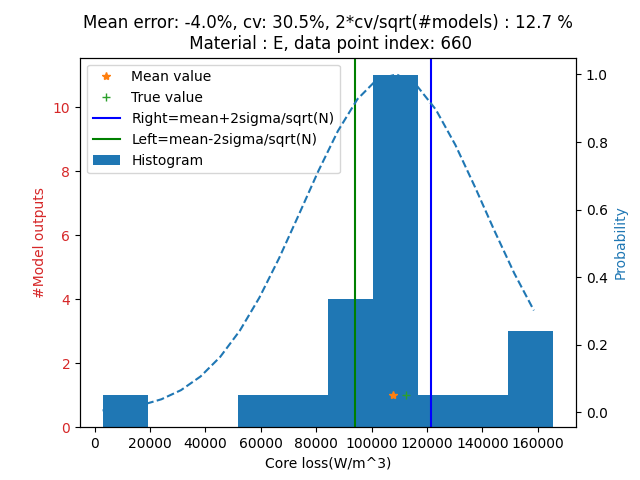 Mean error: -4.0%, cv: 30.5%, 2*cv/sqrt(#models) : 12.7 %
Material : E, data point index: 660
Mean value
True value
Right=mean+2sigma/sqrt(N)
Left=mean-2sigma/sqrt(N)
Histogram
#Model outputs
10
8
6
4
2
0
Probability
1.0
0.8
0.6
0.4
0.2
0.0
0 20000 40000 60000 80000 100000 120000 140000 160000
Core loss(W/m^3)